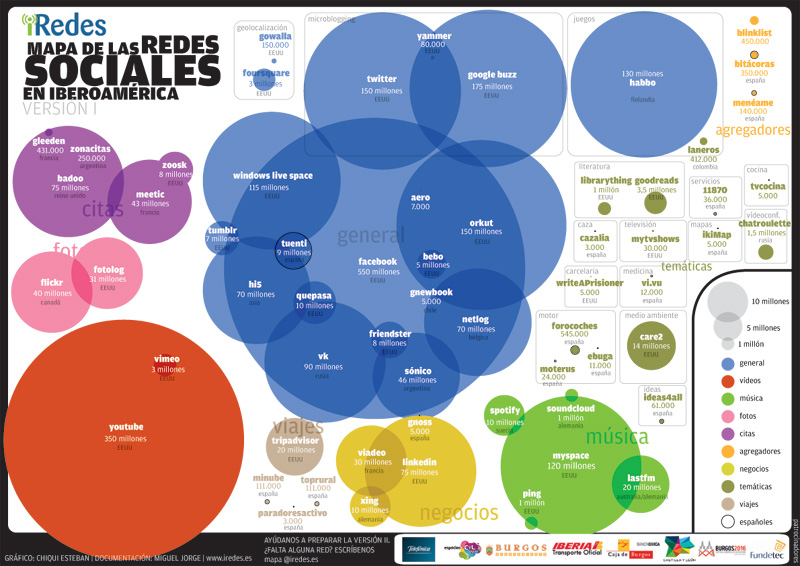 iRedes
MAPA DE LAS REDES
SOCIALES
EN IBEROAMÉRICA
VERSIÓN I
geolocalización
gowalla
150.000
EEUU
foursquare
3 millones
EEUU
microblogging
yammer
80.000
EEUU
twitter
150 millones
EEUU
google buzz
175 millones
EEUU
juegos
130 millones
habbo
finlandia
blinklist
450.000
bitácoras
350.000
españa
menéame
140.000
españa
agregadores
gleeden
431.000
francia
zonacitas
250.000
argentina
badoo
75 millones
reino unido
zoosk
8 millones
EEUU
meetic
43 millones
francia
citas
windows live space
115 millones
EEUU
aero
7.000
orkut
150 millones
EEUU
general
tumblr
7 millones
EEUU
tuenti
9 millones
facebook
550 millones
EEUU
bebo
5 millones
EEUU
hi5
70 millones
quepasa
10 millones
EEUU
gnewbook
5.000
chile
netlog
70 millones
bélgica
friendster
8 millones
EEUU
vk
90 millones
rusia
sónico
46 millones
argentina
laneros
412.000
colombia
literatura
librarything
1 millón
EEUU
goodreads
3,5 millones
EEUU
servicios
11870
36.000
españa
cocina
tvcocina
5.000
caza
cazalia
3.000
españa
televisión
mytvshows
30.000
EEUU
mapas
ikiMap
5.000
españa
videoconf.
chatroulette
1,5 millones
rusia
temáticas
carcelaria
writeAPrisioner
5.000
EEUU
medicina
vi.vu
12.000
españa
motor
forocoches
545.000
españa
moterus
24.000
españa
ebuga
11.000
españa
medio ambiente
care2
14 millones
EEUU
ideas
ideas4all
61.000
españa
fotos
flickr
40 millones
canadá
fotolog
31 millones
EEUU
vimeo
3 millones
EEUU
youtube
350 millones
EEUU
viajes
tripadvisor
20 millones
EEUU
minube
111.000
españa
toprural
111.000
españa
paradoresactivo
3.000
españa
gnoss
5.000
españa
viadeo
30 millones
francia
linkedin
75 millones
EEUU
xing
10 millones
alemania
negocios
spotify
10 millones
suecia
soundcloud
1 millón
alemania
música
myspace
120 millones
EEUU
lastfm
20 millones
australia/alemania
ping
1 millón
EEUU
10 millones
5 millones
1 millón
general
vídeos
música
fotos
citas
agregadores
negocios
temáticas
viajes
españoles
GRÁFICO: CHIQUI ESTEBAN | DOCUMENTACIÓN: MIGUEL JORGE | www.iredes.es
AYÚDANOS A PREPARAR LA VERSIÓN II.
¿FALTA ALGUNA RED? ESCRÍBENOS
mapa @iredes.es
Telefónica
BURGOS
IBERIA
Transporte Oficial
Caja de Burgos
BURGOS2016
fundetec
patrocinadores